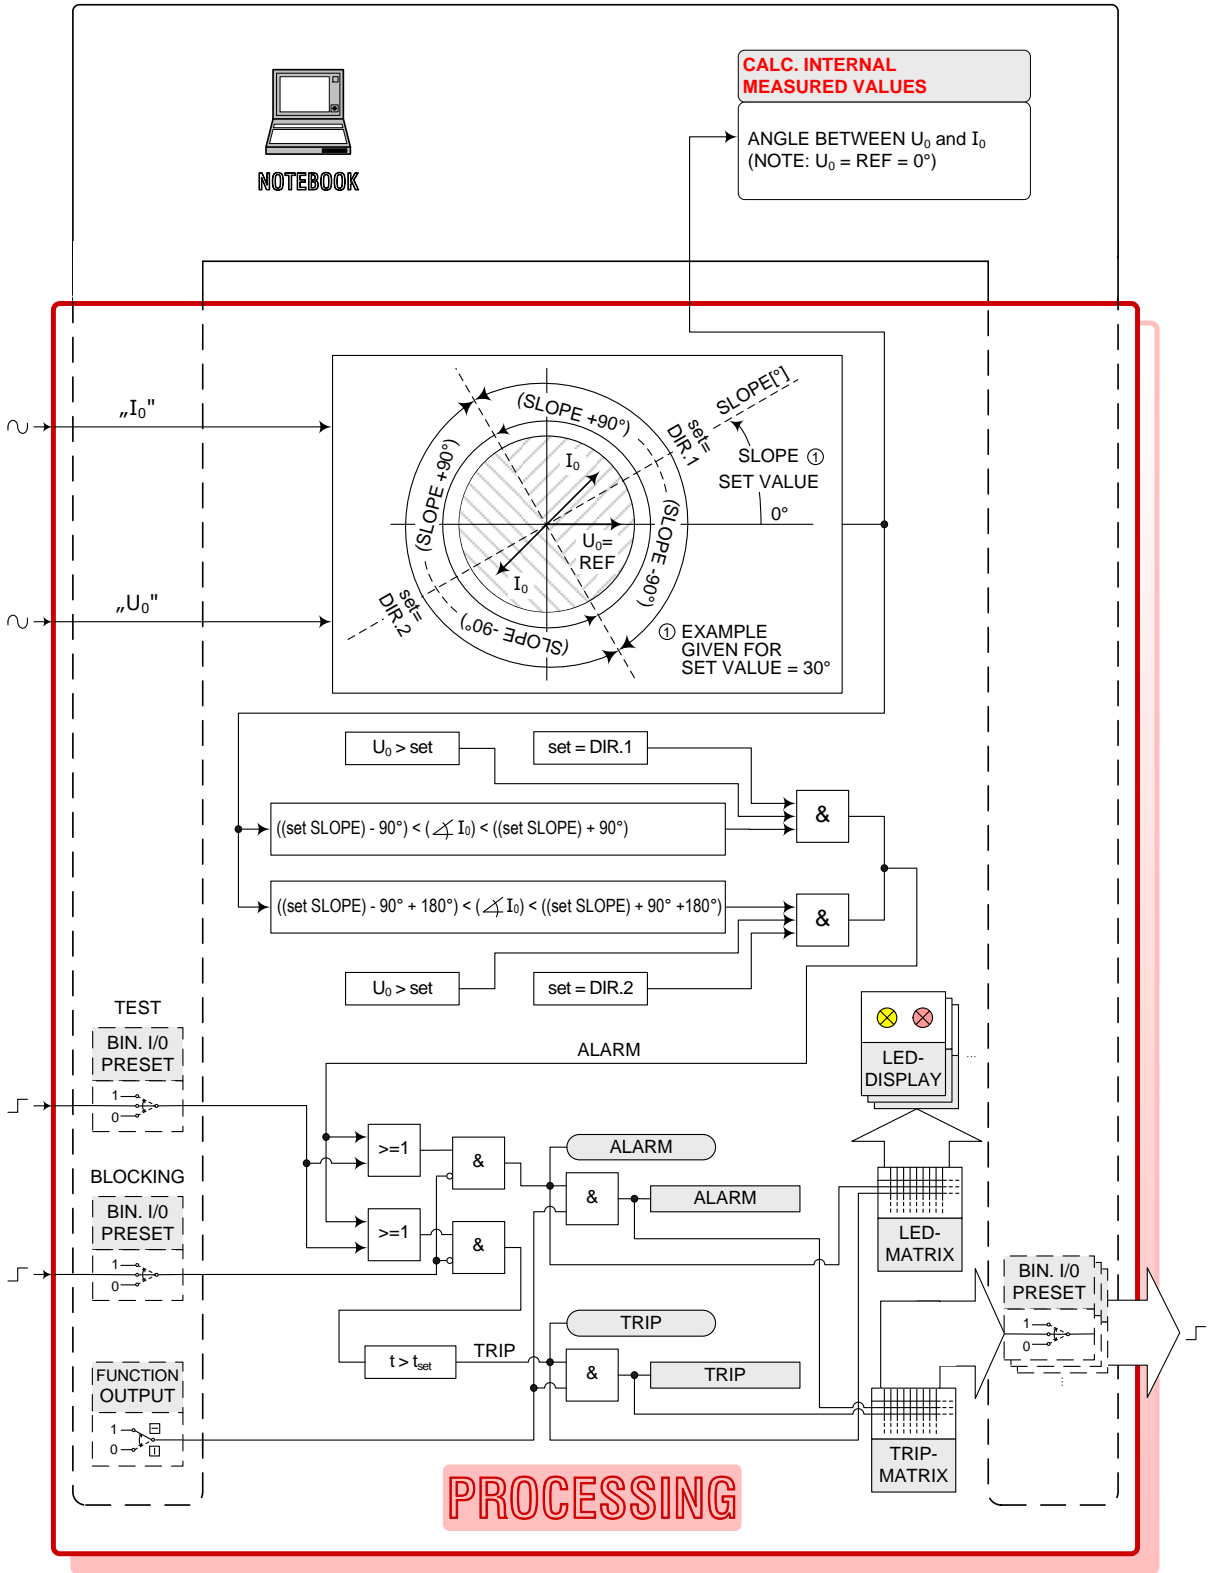 CALC. INTERNAL
MEASURED VALUES
ANGLE BETWEEN U₀ and I₀
(NOTE: U₀ = REF = 0°)
NOTEBOOK
„I₀"
„U₀"
SLOPE[°]
(SLOPE +90°)
set=
DIR.1
(SLOPE +90°)
I₀
SLOPE ①
SET VALUE
0°
U₀=
REF
I₀
(SLOPE -90°)
set=
DIR.2
(SLOPE -90°)
① EXAMPLE
GIVEN FOR
SET VALUE = 30°
U₀ > set
set = DIR.1
&
((set SLOPE) - 90°) < (∡ I₀) < ((set SLOPE) + 90°)
((set SLOPE) - 90° + 180°) < (∡ I₀) < ((set SLOPE) + 90° +180°)
&
U₀ > set
set = DIR.2
TEST
BIN. I/0
PRESET
1
0
ALARM
LED-
DISPLAY
...
>=1
&
ALARM
BLOCKING
BIN. I/0
PRESET
1
0
&
ALARM
>=1
&
LED-
MATRIX
BIN. I/0
PRESET
1
0
...
TRIP
t > tset
TRIP
&
TRIP
FUNCTION
OUTPUT
1
0
TRIP-
MATRIX
PROCESSING